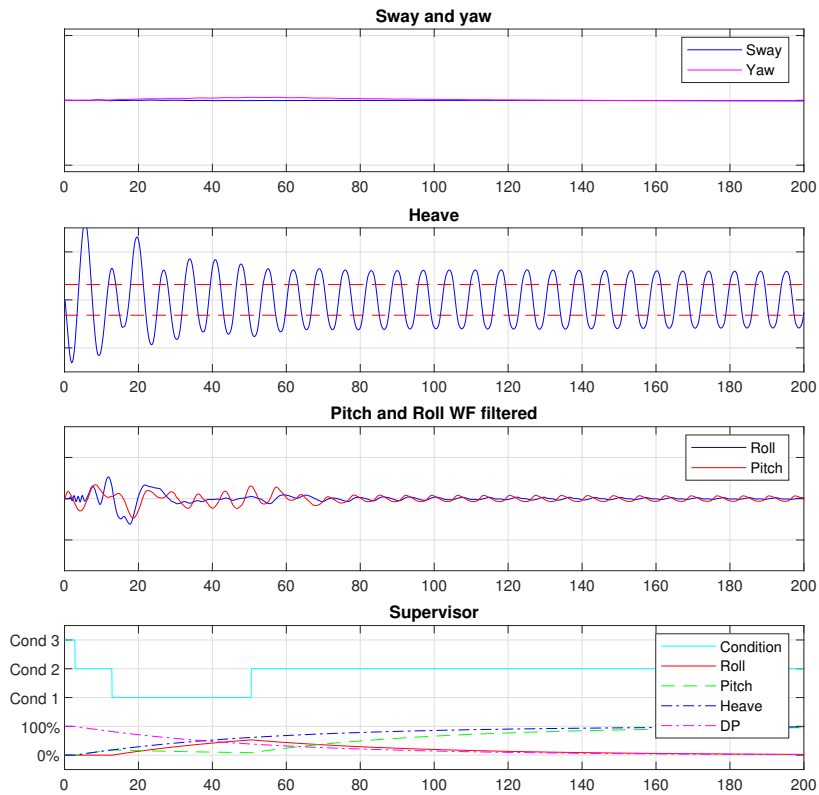 Sway and yaw
Sway
Yaw
0 20 40 60 80 100 120 140 160 180 200
Heave
0 20 40 60 80 100 120 140 160 180 200
Pitch and Roll WF filtered
Roll
Pitch
0 20 40 60 80 100 120 140 160 180 200
Supervisor
Cond 3
Cond 2
Cond 1
100%
0%
Condition
Roll
Pitch
Heave
DP
0 20 40 60 80 100 120 140 160 180 200